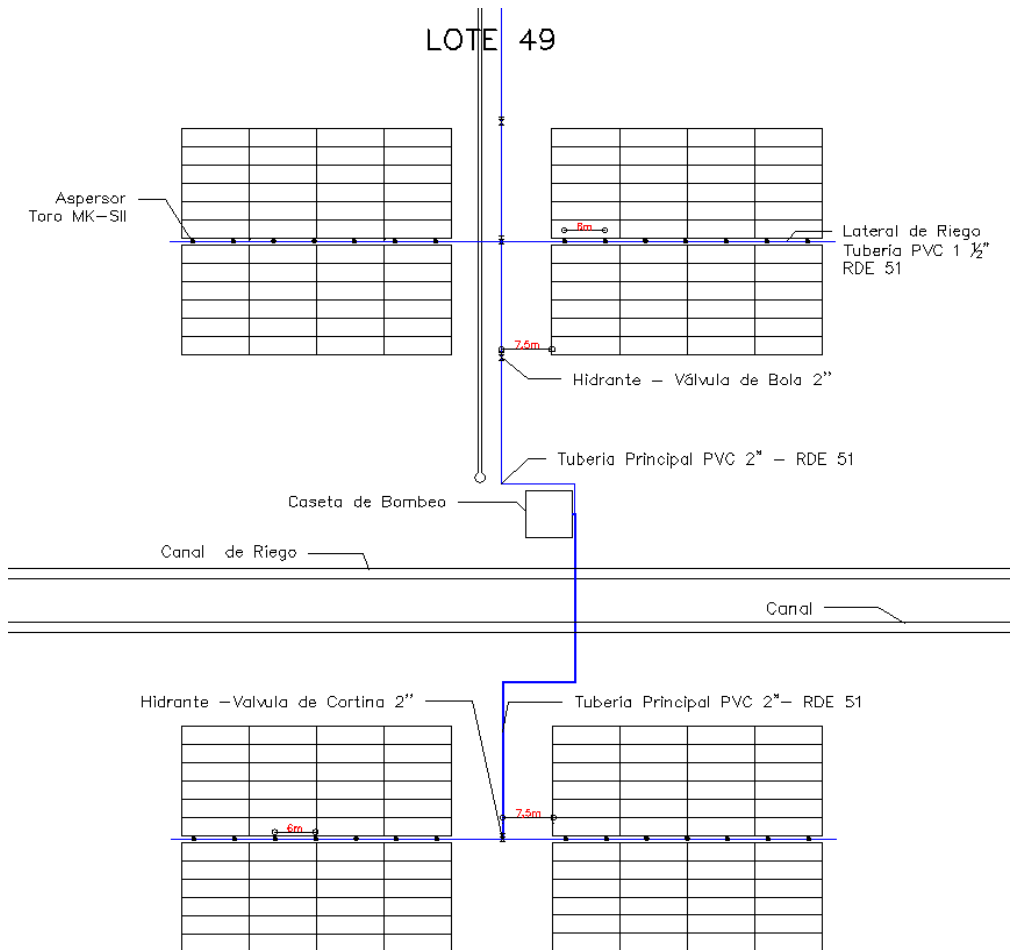 LOTE 49
Aspersor
Toro MK-SII
6m
Lateral de Riego
Tuberia PVC 1 ½"
RDE 51
7.5m
Hidrante - Válvula de Bola 2''
Tuberia Principal PVC 2" - RDE 51
Caseta de Bombeo
Canal de Riego
Canal
Hidrante -Valvula de Cortina 2''
Tuberia Principal PVC 2"- RDE 51
7.5m
6m